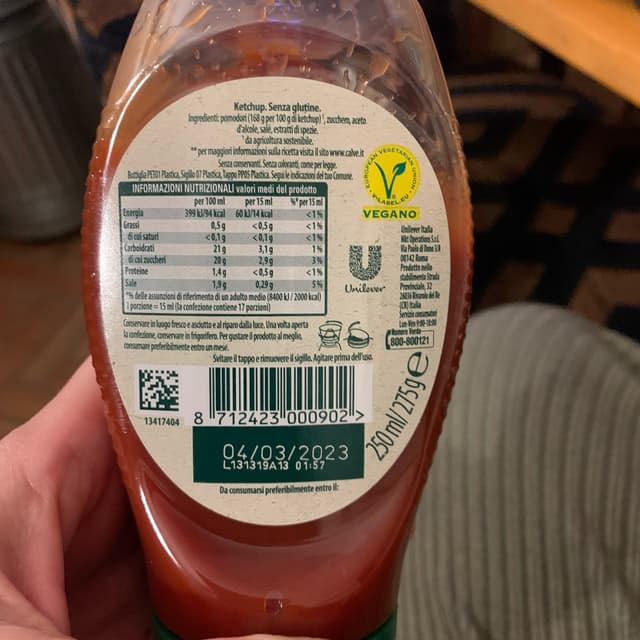 Ketchup. Senza glutine.
Ingredienti: pomodori (168 g per 100 g di ketchup)*, zucchero, aceto
d'alcole, sale, estratti di spezie.
*da agricoltura sostenibile.
** per maggiori informazioni sulla ricetta visita il sito www.calve.it
Senza conservanti. Senza coloranti, come per legge.
Bottiglia PET01 Plastica, Sigillo 07 Plastica, Tappo PP05 Plastica. Segui le indicazioni del tuo Comune.
INFORMAZIONI NUTRIZIONALI valori medi del prodotto
per 100 ml per 15 ml %* per 15 ml
Energia 399 kJ/94 kcal 60 kJ/14 kcal <1%
Grassi 0,5 g <0,5 g <1%
di cui saturi <0,1 g <0,1 g <1%
Carboidrati 21 g 3,1 g 1%
di cui zuccheri 20 g 2,9 g 3%
Proteine 1,4 g <0,5 g <1%
Sale 1,9 g 0,29 g 5%
*% delle assunzioni di riferimento di un adulto medio (8400 kJ / 2000 kcal)
1 porzione = 15 ml (la confezione contiene 17 porzioni)
Conservare in luogo fresco e asciutto e al riparo dalla luce. Una volta aperta
la confezione, conservare in frigorifero. Per gustare il prodotto al meglio,
consumare preferibilmente entro un mese.
Svitare il tappo e rimuovere il sigillo. Agitare prima dell'uso.
EUROPEAN VEGETARIAN UNION
V-LABEL.EU
VEGANO
Unilever
Unilever Italia
Mkt Operations S.r.l.
Via Paolo di Dono 3/A
00142 Roma
Prodotto nello
stabilimento Strada
Provinciale, 32
26036 Rivarolo del Re
(CR) Italia
Servizio consumatori
Lun-Ven 9:00-18:00
Numero Verde
800-800121
13417404
8 712423 000902 >
250 ml/275 g e
04/03/2023
L131319A13 01:57
Da consumarsi preferibilmente entro il: